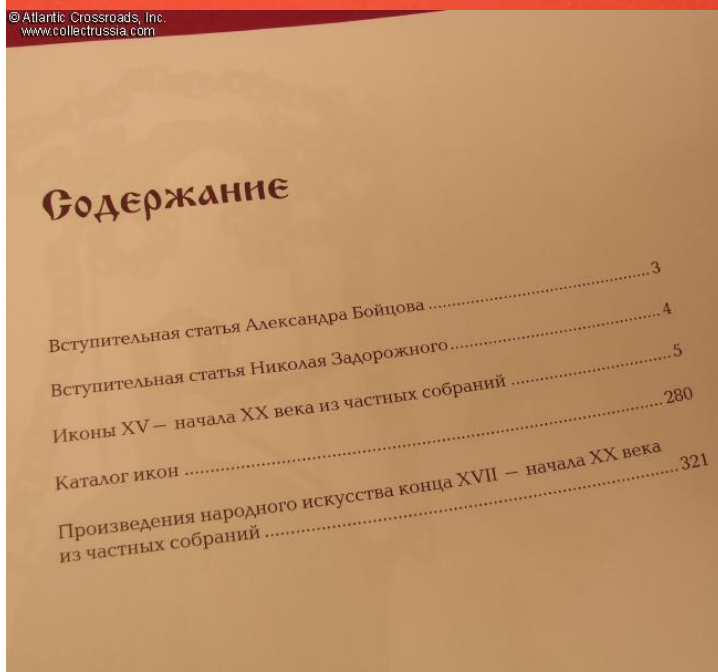 © Atlantic Crossroads, Inc.
www.collectrussia.com
Содержание
Вступительная статья Александра Бойцова ........................................ 3
Вступительная статья Николая Задорожного ........................................ 4
Иконы XV — начала XX века из частных собраний ........................................ 5
Каталог икон ........................................ 280
Произведения народного искусства конца XVII — начала XX века
из частных собраний ........................................ 321